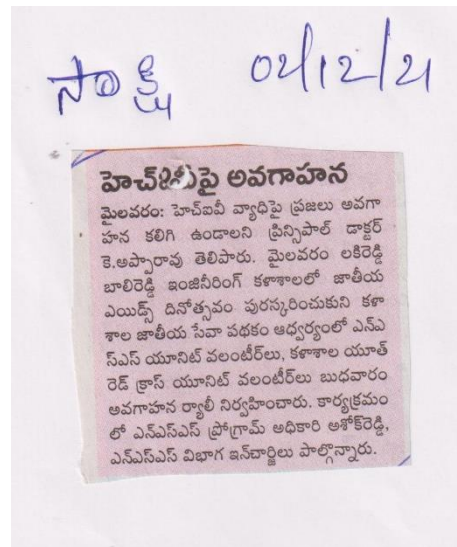 సాక్షి 02/12/21
హెచ్ఐవీపై అవగాహన
మైలవరం: హెచ్ఐవీ వ్యాధిపై ప్రజలు అవగా
హన కలిగి ఉండాలని ప్రిన్సిపాల్ డాక్టర్
కె.అప్పారావు తెలిపారు. మైలవరం లకిరెడ్డి
బాలిరెడ్డి ఇంజినీరింగ్ కళాశాలలో జాతీయ
ఎయిడ్స్ దినోత్సవం పురస్కరించుకుని కళా
శాల జాతీయ సేవా పథకం ఆధ్వర్యంలో ఎన్ఎ
స్ఎస్ యూనిట్ వలంటీర్‌లు, కళాశాల యూత్
రెడ్ క్రాస్ యూనిట్ వలంటీర్‌లు బుధవారం
అవగాహన ర్యాలీ నిర్వహించారు. కార్యక్రమం
లో ఎన్ఎస్ఎస్ ప్రోగ్రామ్ అధికారి అశోక్‌రెడ్డి,
ఎన్ఎస్ఎస్ విభాగ ఇన్‌చార్జిలు పాల్గొన్నారు.